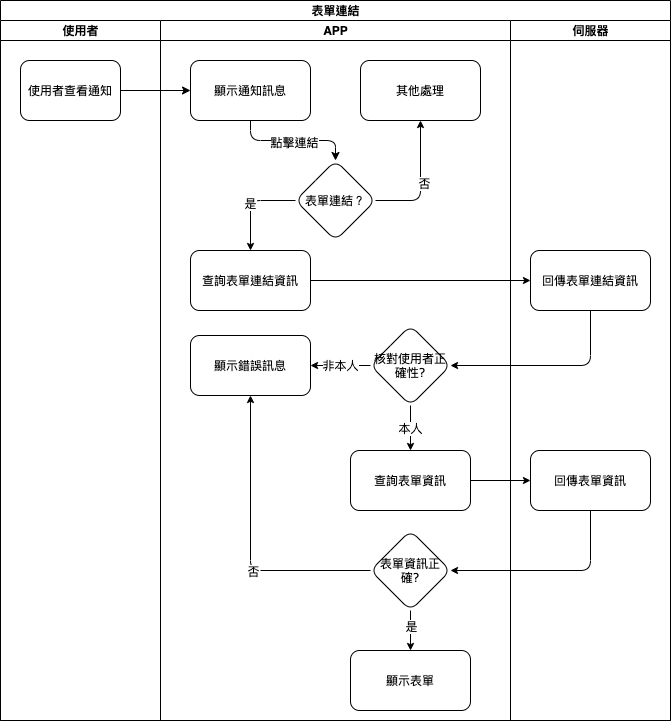 表單連結
使用者
APP
伺服器
使用者查看通知
顯示通知訊息
其他處理
點擊連結
表單連結？
否
是
查詢表單連結資訊
回傳表單連結資訊
顯示錯誤訊息
非本人
核對使用者正
確性?
本人
查詢表單資訊
回傳表單資訊
表單資訊正
確?
否
是
顯示表單